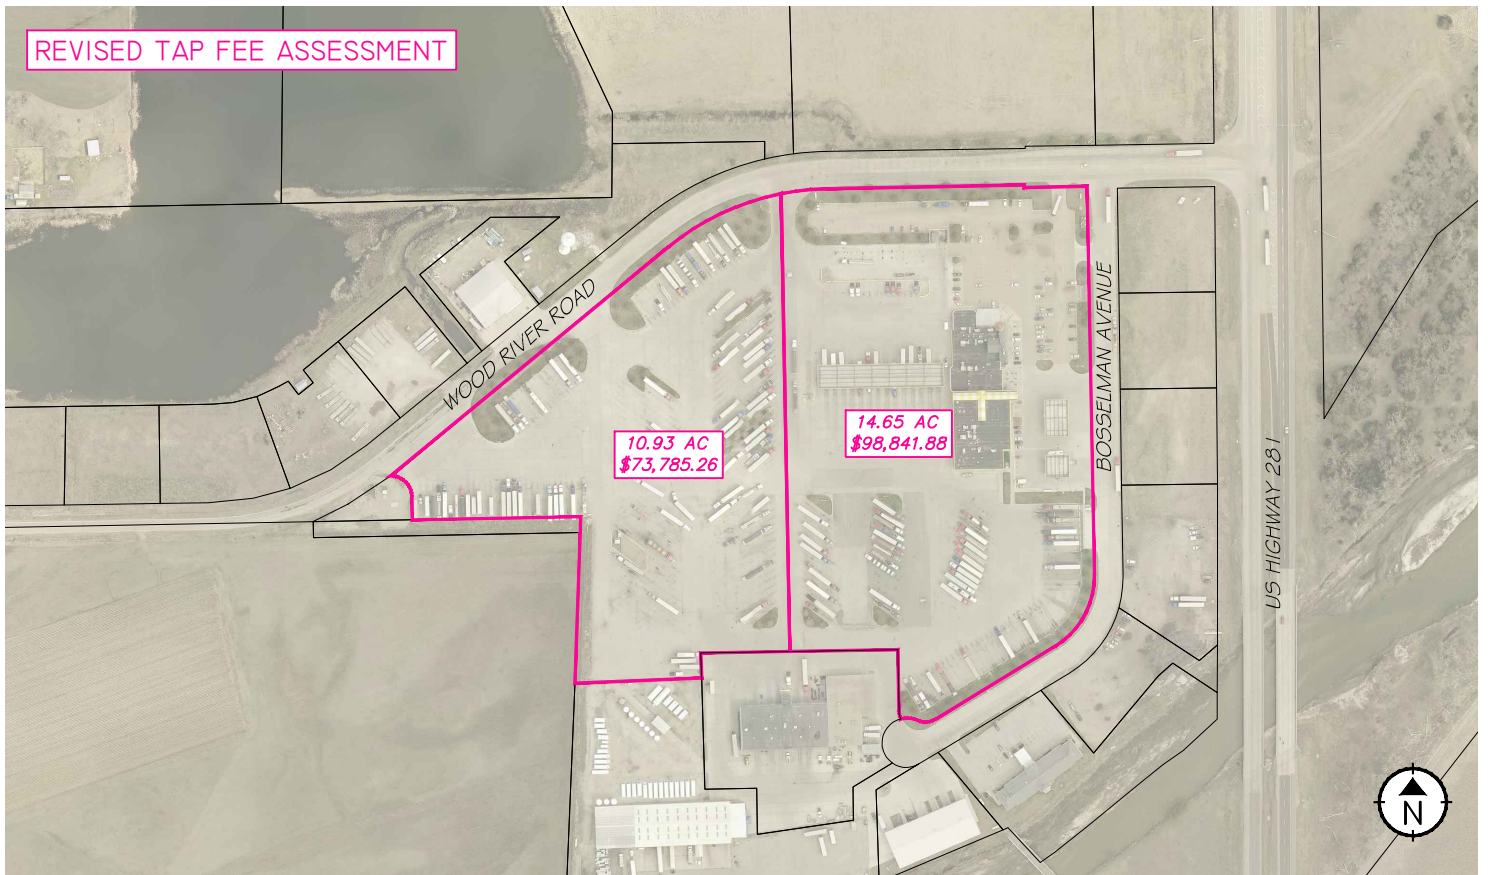 REVISED TAP FEE ASSESSMENT
WOOD RIVER ROAD
10.93 AC
$73,785.26
14.65 AC
$98,841.88
BOSSELMAN AVENUE
US HIGHWAY 281
N